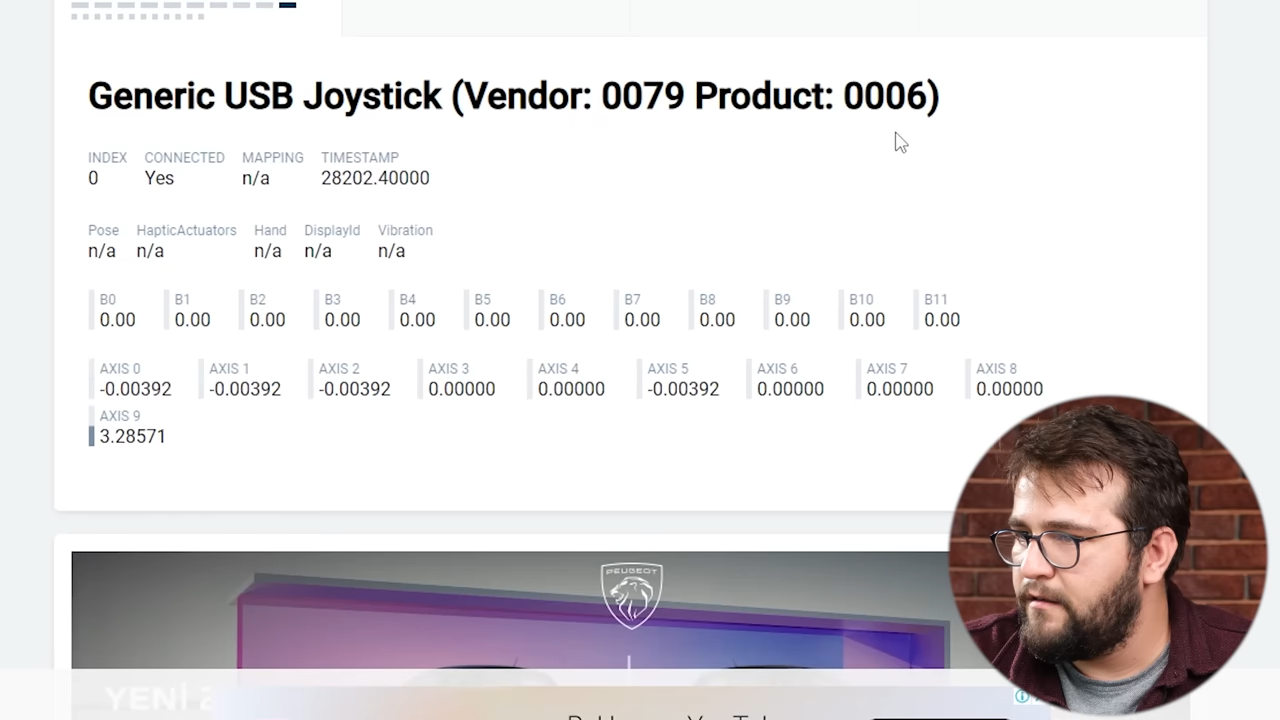 Generic USB Joystick (Vendor: 0079 Product: 0006)
INDEX CONNECTED MAPPING TIMESTAMP
0 Yes n/a 28202.40000
Pose HapticActuators Hand DisplayId Vibration
n/a n/a n/a n/a n/a
B0 B1 B2 B3 B4 B5 B6 B7 B8 B9 B10 B11
0.00 0.00 0.00 0.00 0.00 0.00 0.00 0.00 0.00 0.00 0.00 0.00
AXIS 0 AXIS 1 AXIS 2 AXIS 3 AXIS 4 AXIS 5 AXIS 6 AXIS 7 AXIS 8
-0.00392 -0.00392 -0.00392 0.00000 0.00000 -0.00392 0.00000 0.00000 0.00000
AXIS 9
3.28571
PEUGEOT
YENİ